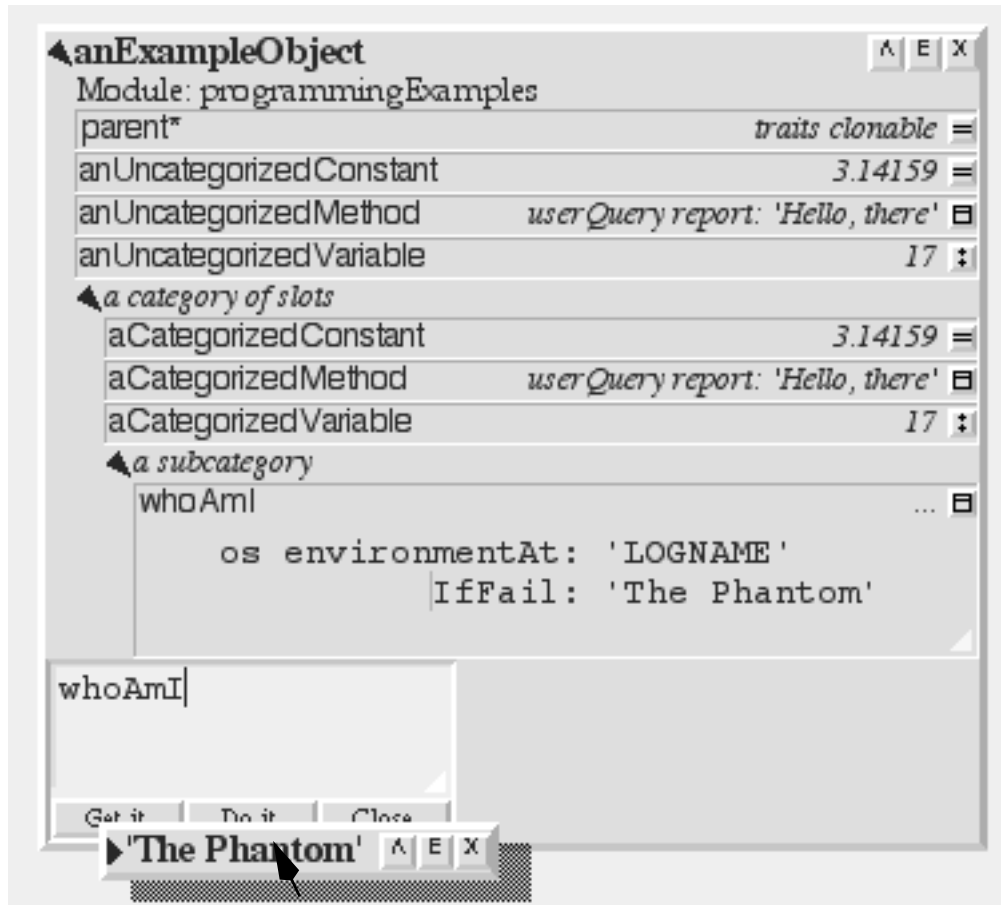 anExampleObject ʌ E X
Module: programmingExamples
parent* traits clonable =
anUncategorizedConstant 3.14159 =
anUncategorizedMethod userQuery report: 'Hello, there'
anUncategorizedVariable 17 :
a category of slots
aCategorizedConstant 3.14159 =
aCategorizedMethod userQuery report: 'Hello, there'
aCategorizedVariable 17 :
a subcategory
whoAmI ...
os environmentAt: 'LOGNAME'
IfFail: 'The Phantom'
whoAmI
Get it Do it Close
'The Phantom' ʌ E X